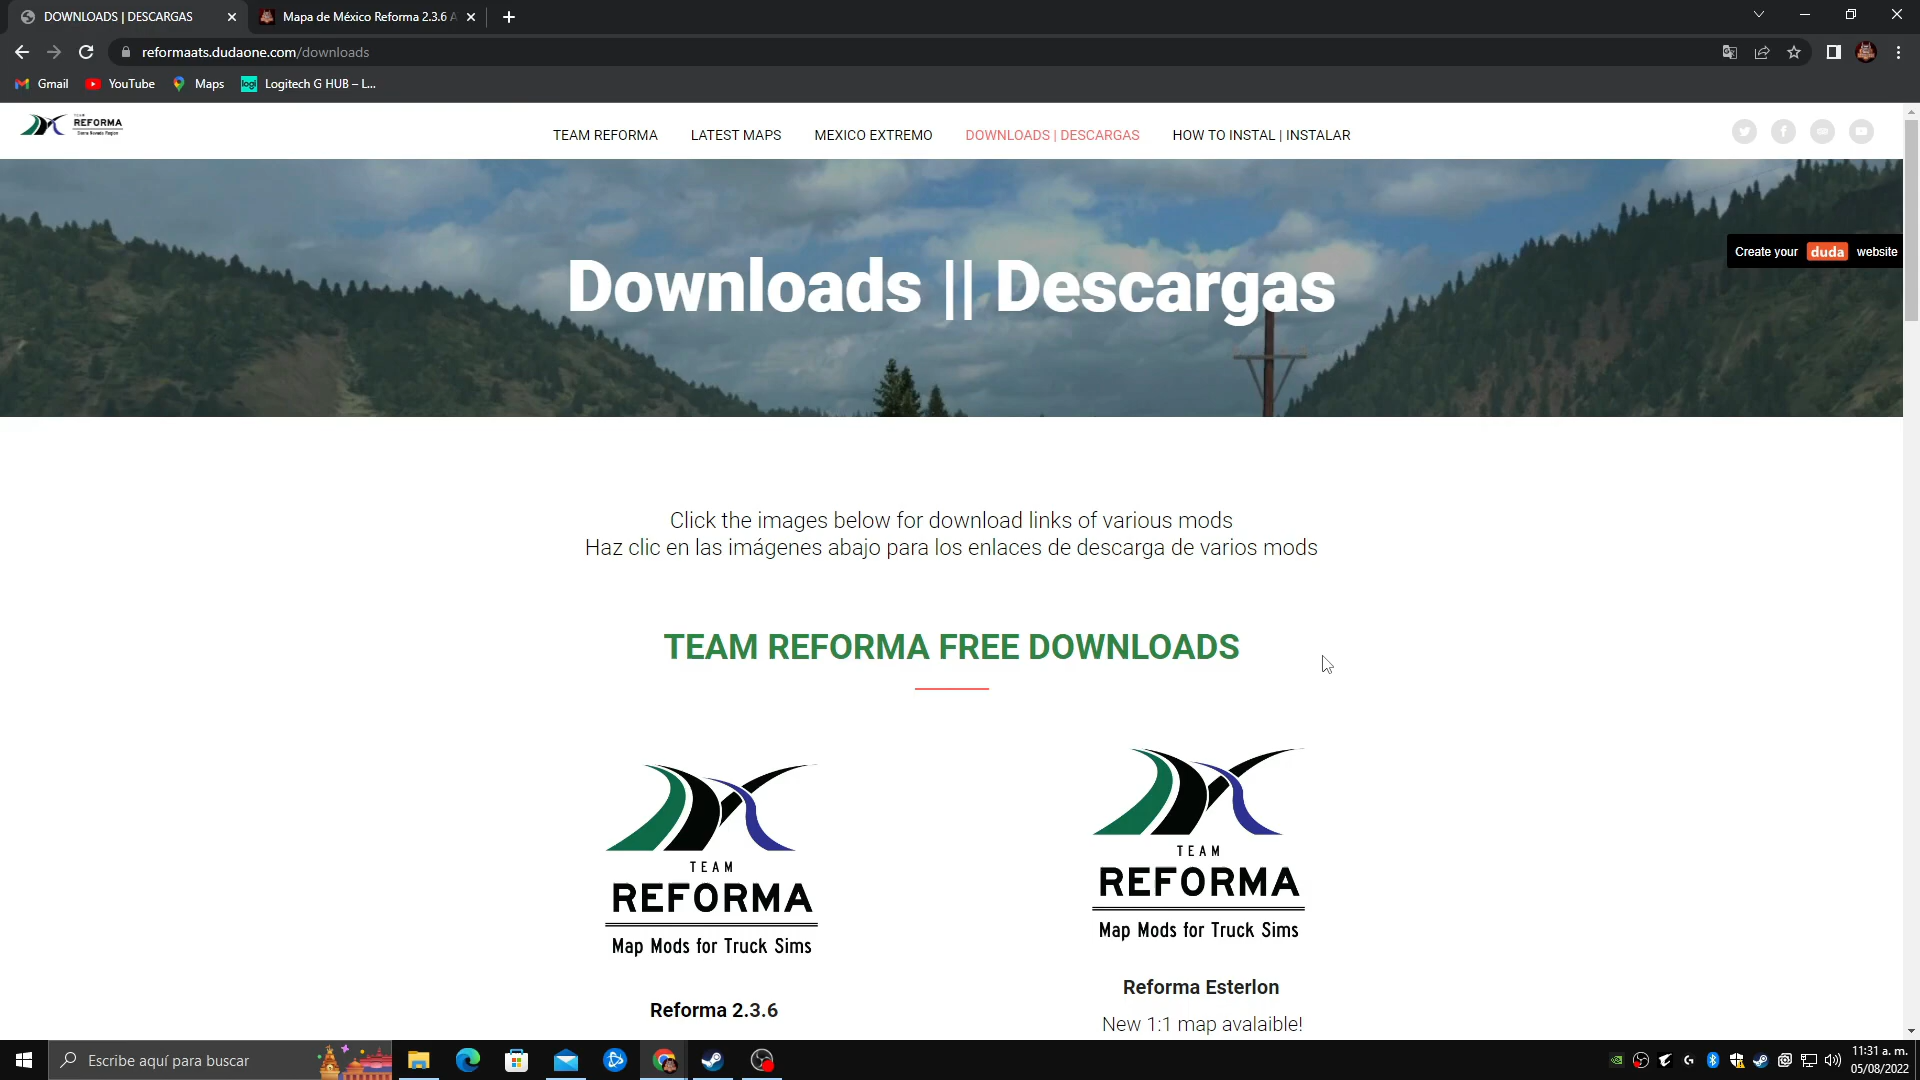 DOWNLOADS | DESCARGAS
Mapa de México Reforma 2.3.6 A
reformaats.dudaone.com/downloads
Gmail
YouTube
Maps
logi
Logitech G HUB – L...
TEAM
REFORMA
TEAM REFORMA
LATEST MAPS
MEXICO EXTREMO
DOWNLOADS | DESCARGAS
HOW TO INSTAL | INSTALAR
Downloads || Descargas
Create your duda website
Click the images below for download links of various mods
Haz clic en las imágenes abajo para los enlaces de descarga de varios mods
TEAM REFORMA FREE DOWNLOADS
TEAM
REFORMA
Map Mods for Truck Sims
Reforma 2.3.6
TEAM
REFORMA
Map Mods for Truck Sims
Reforma Esterlon
New 1:1 map avalaible!
Escribe aquí para buscar
11:31 a. m.
05/08/2022